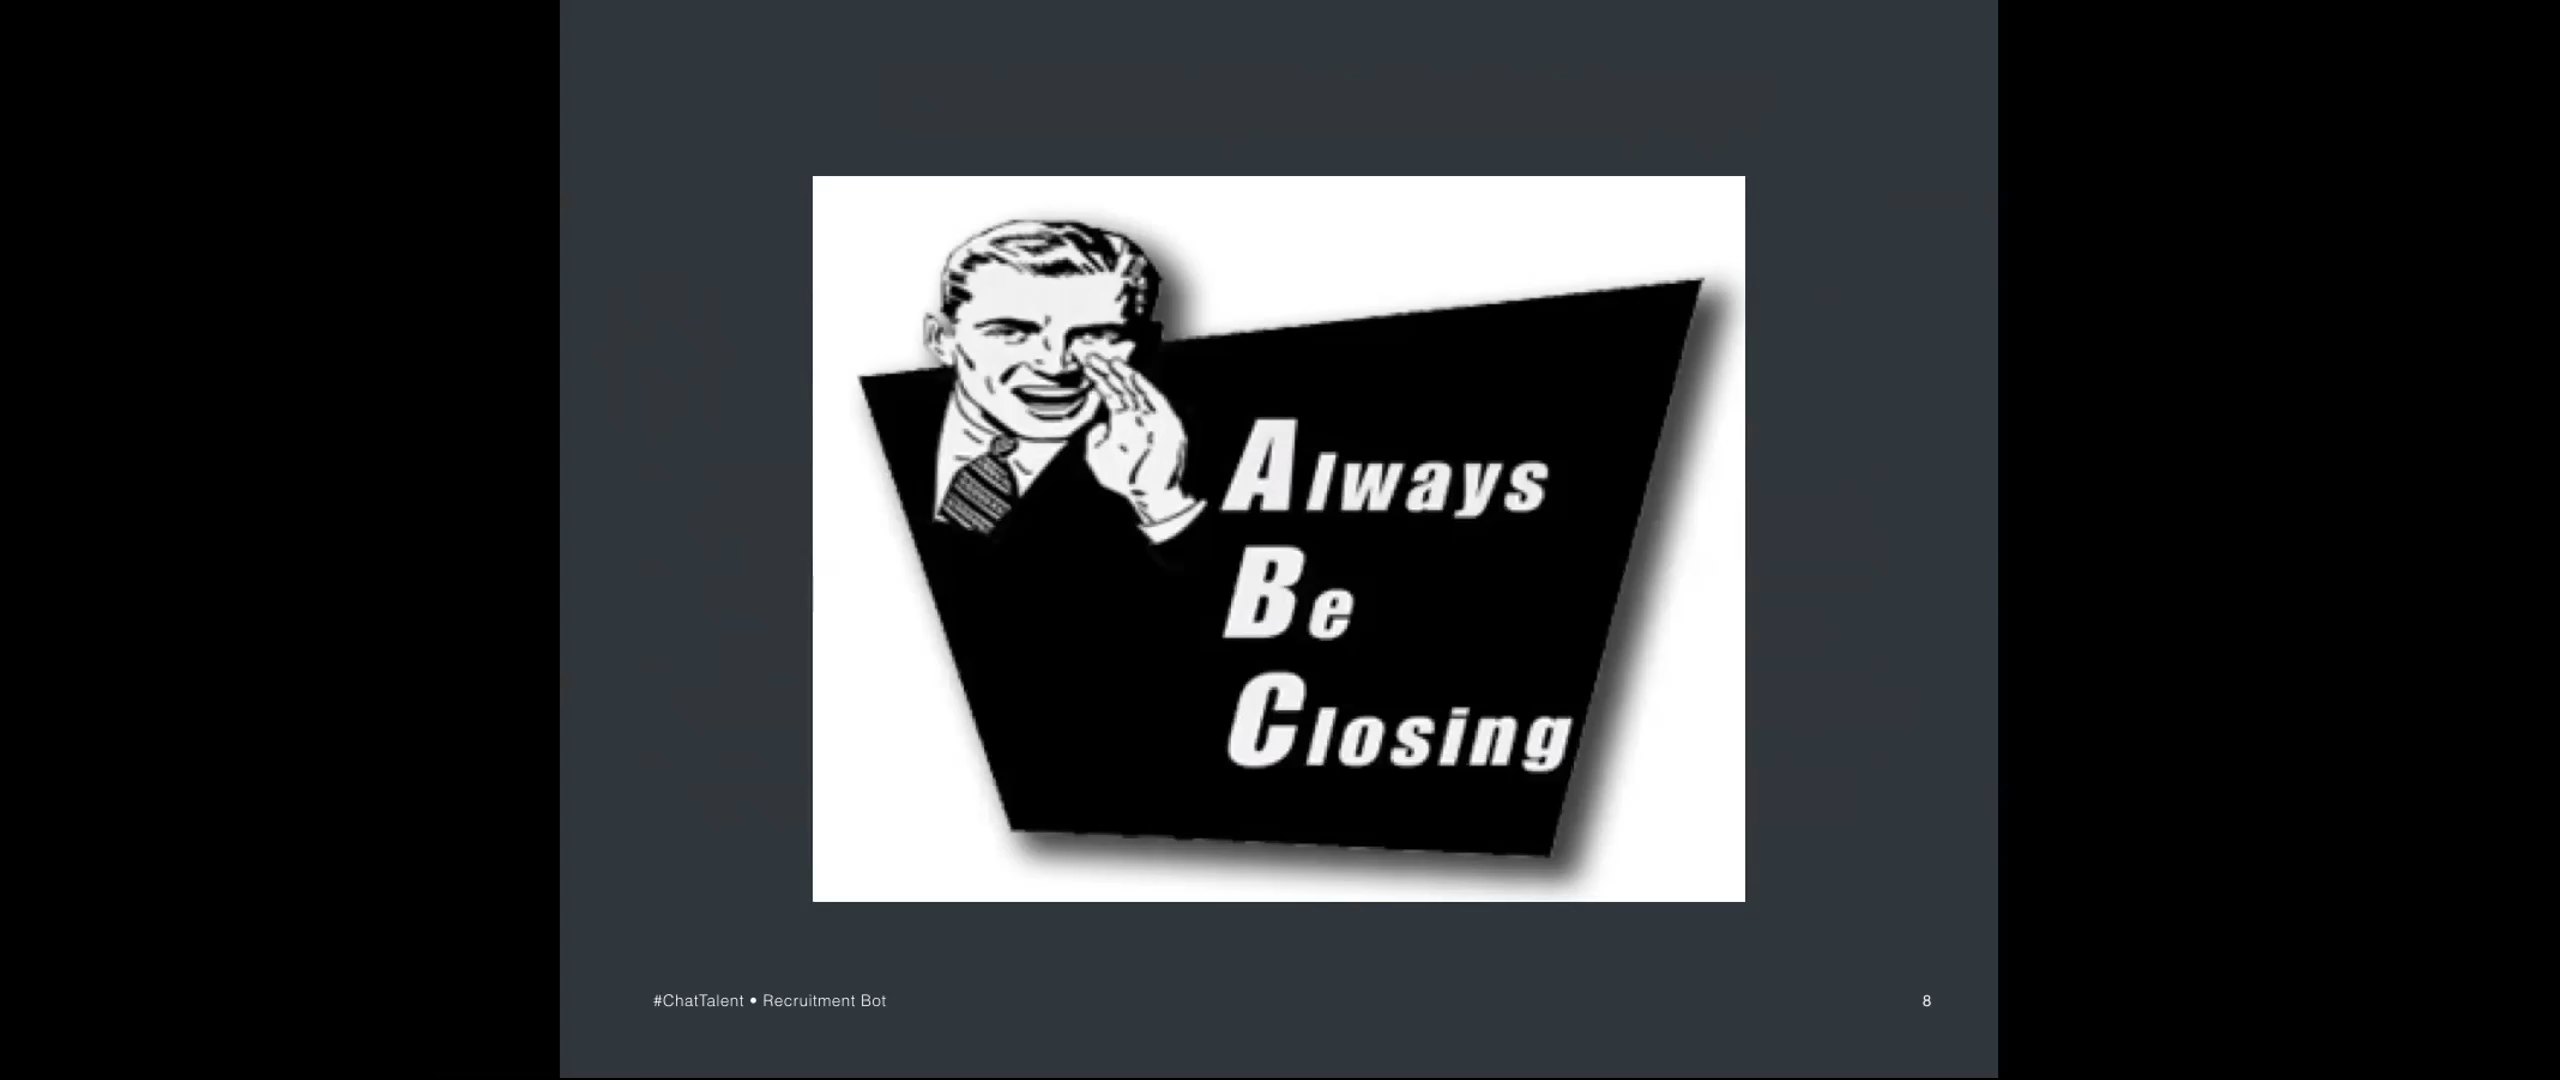 Always
Be
Closing
#ChatTalent • Recruitment Bot
8